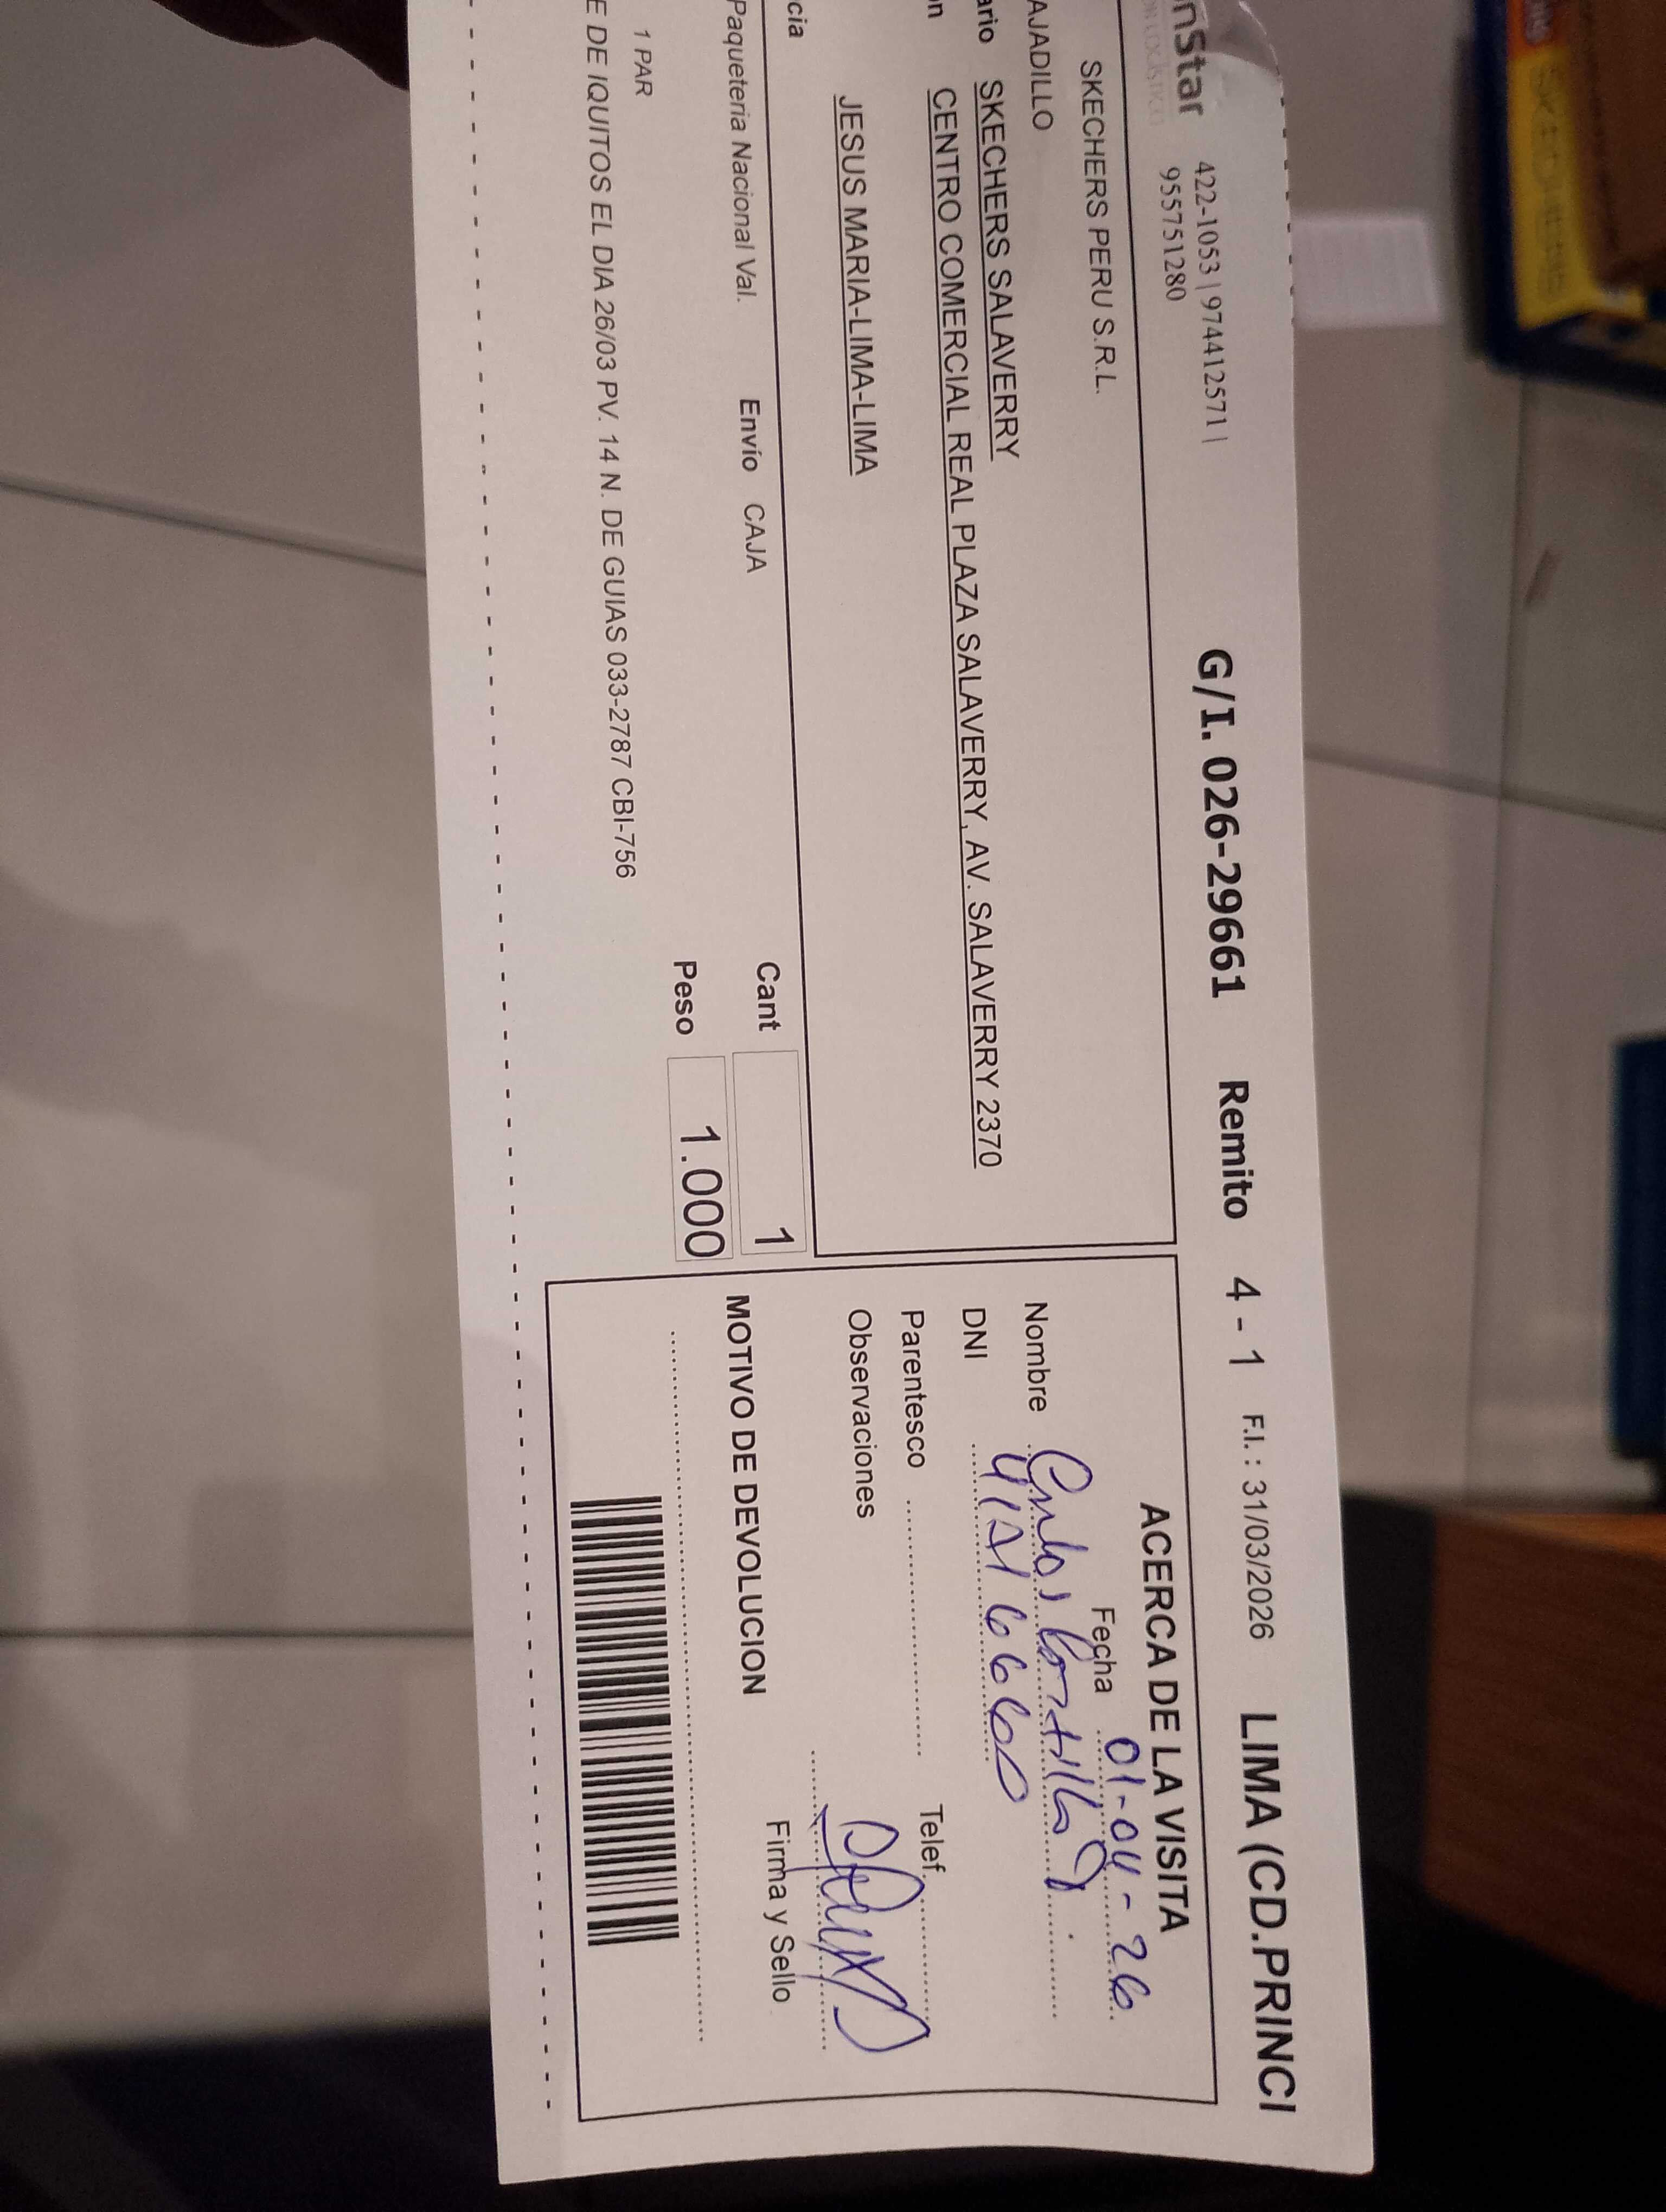 nStar 422-1053 | 974412571 | G/I. 026-29661 Remito 4 - 1 F.I. : 31/03/2026 LIMA (CD.PRINCI
955751280
SKECHERS PERU S.R.L.
AJADILLO
ario SKECHERS SALAVERRY
n CENTRO COMERCIAL REAL PLAZA SALAVERRY, AV. SALAVERRY 2370
JESUS MARIA-LIMA-LIMA
cia
Paqueteria Nacional Val. Envío CAJA Cant 1
Peso 1.000
1 PAR
E DE IQUITOS EL DIA 26/03 PV. 14 N. DE GUIAS 033-2787 CBI-756
ACERCA DE LA VISITA
Fecha 01-04-26
Nombre Carlos
DNI
Parentesco Telef.
Observaciones
Firma y Sello
MOTIVO DE DEVOLUCION